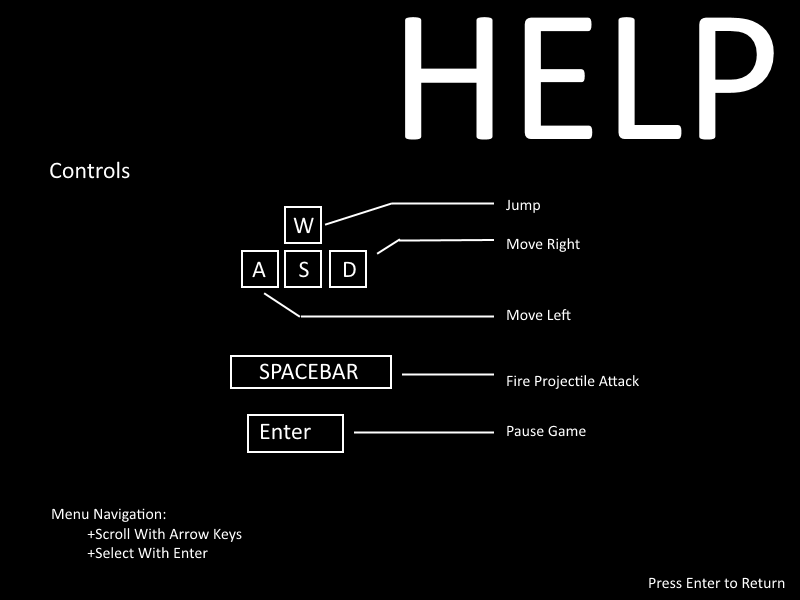 HELP
Controls
W
Jump
Move Right
A S D
Move Left
SPACEBAR
Fire Projectile Attack
Enter
Pause Game
Menu Navigation:
+Scroll With Arrow Keys
+Select With Enter
Press Enter to Return